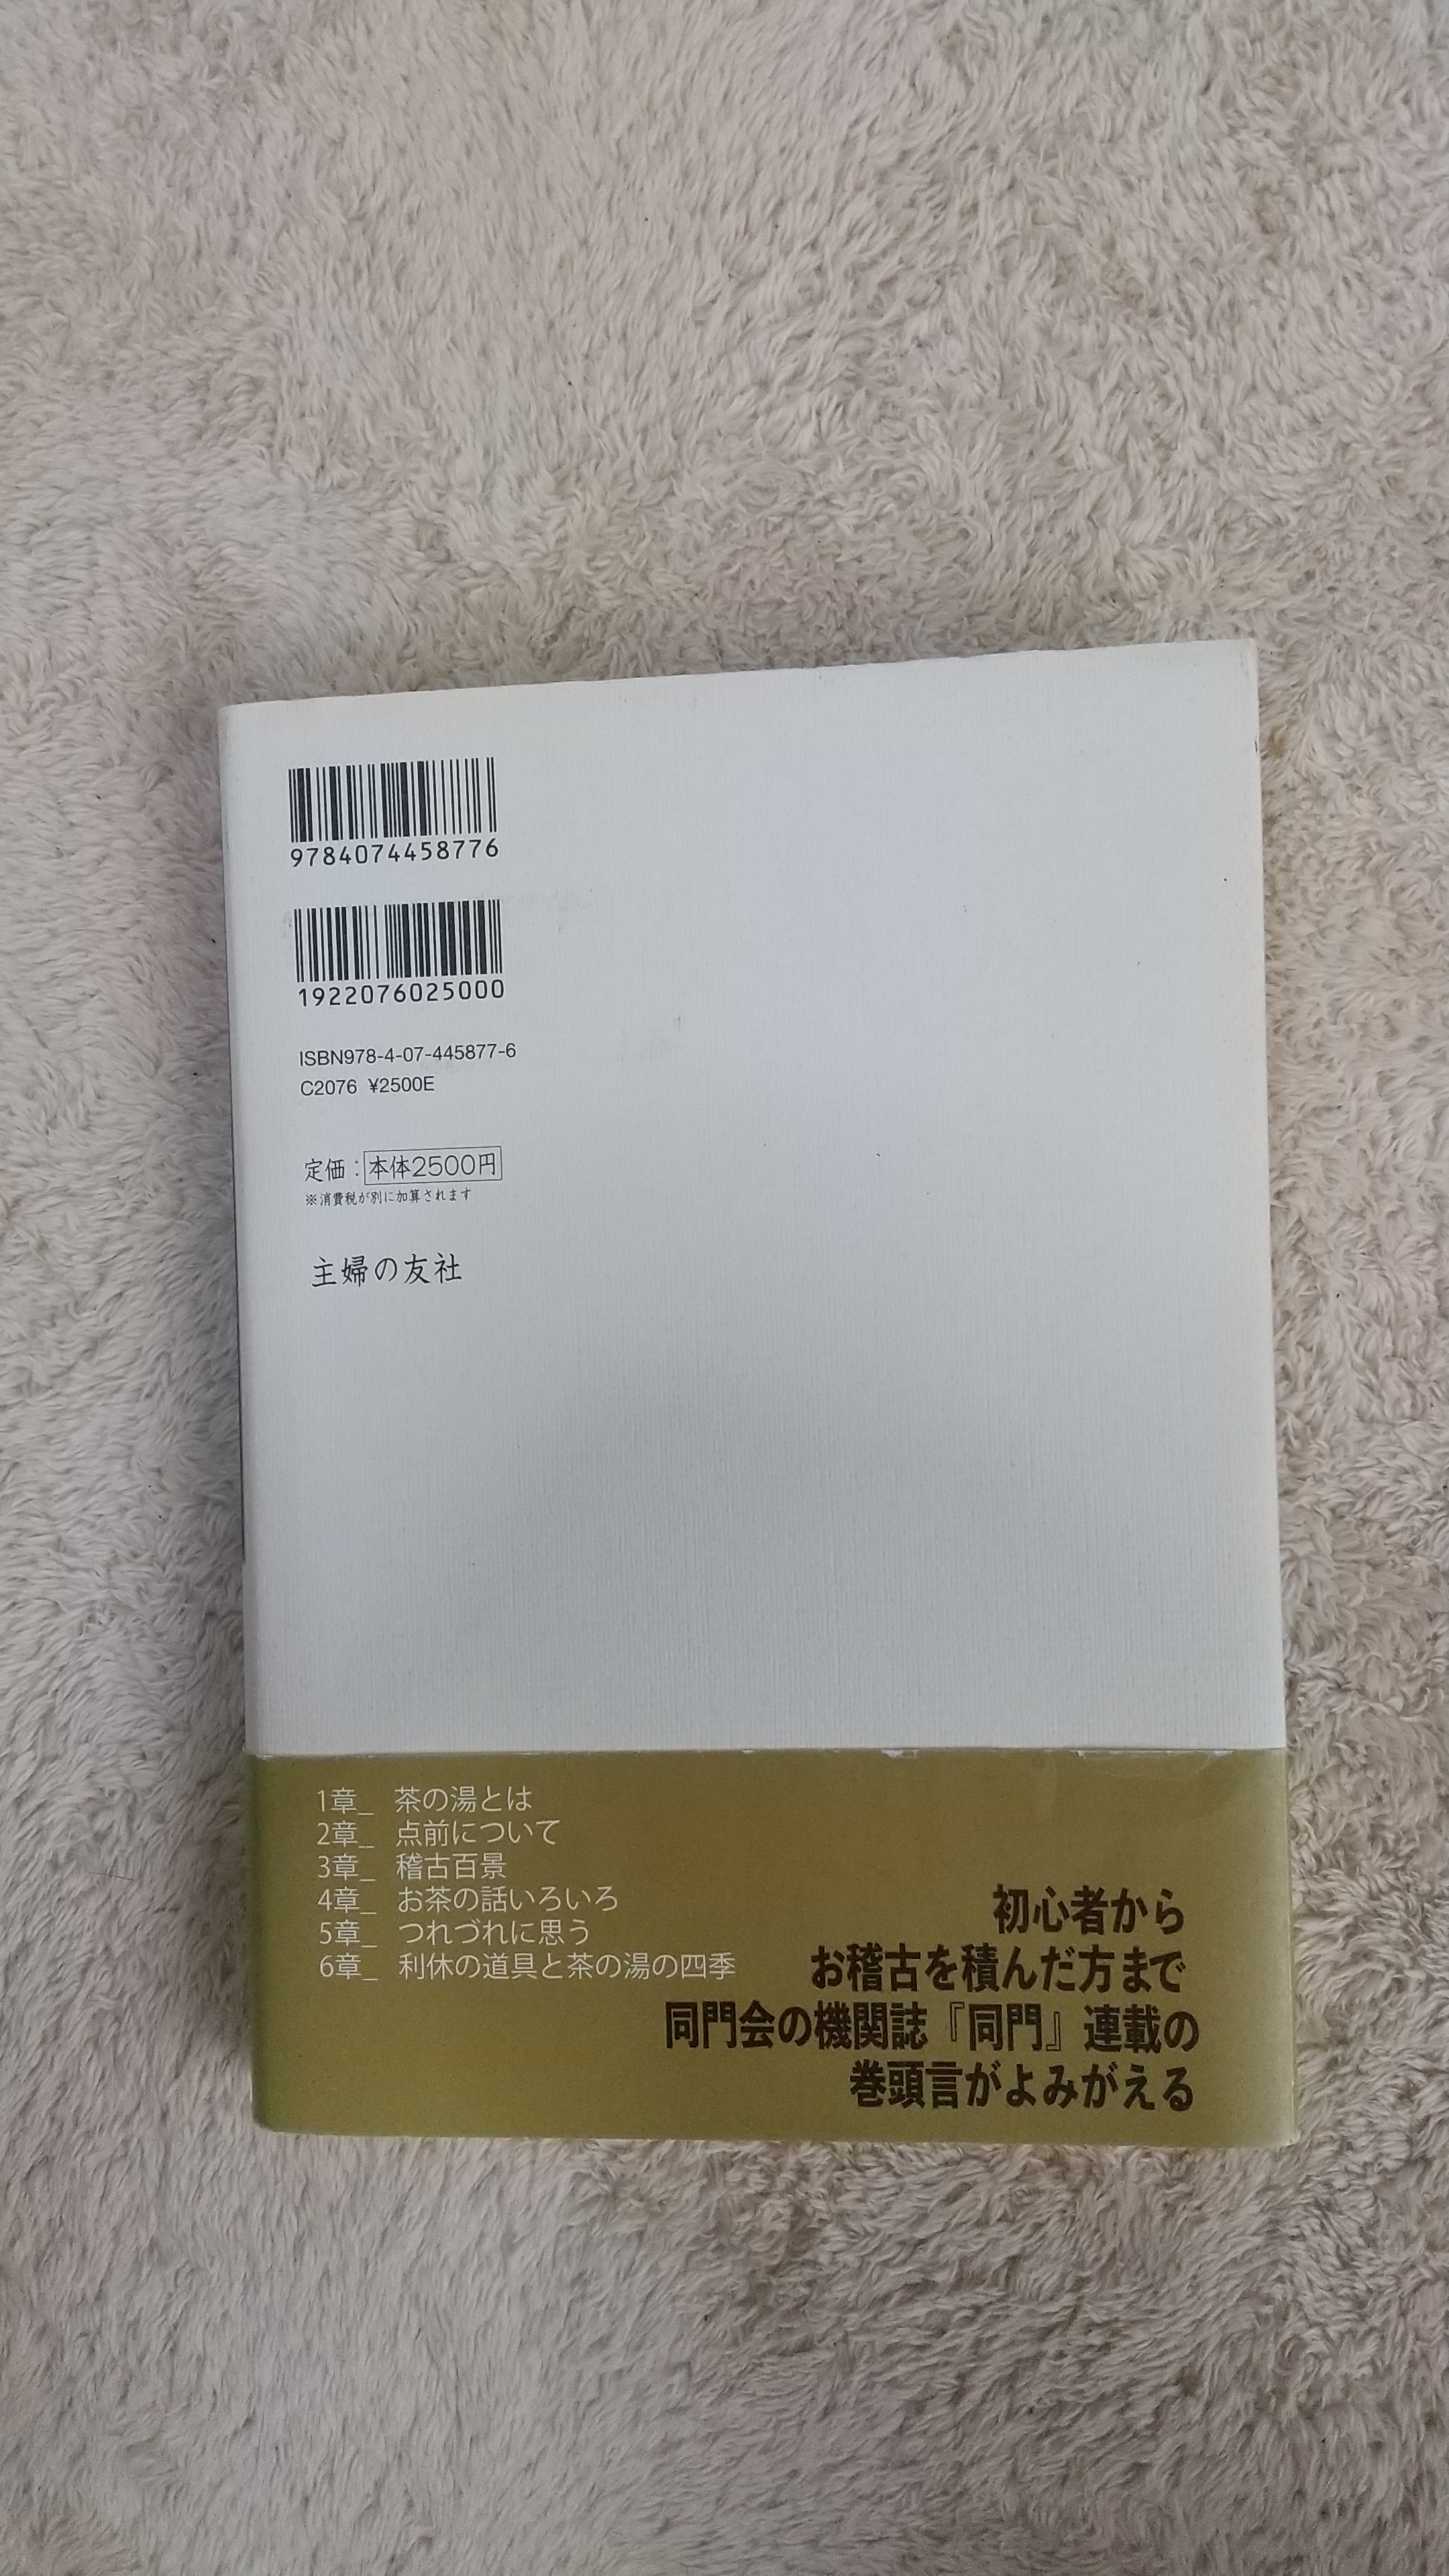 9784074458776
1922076025000
ISBN978-4-07-445877-6
C2076 ¥2500E
定価：本体2500円
※消費税が別に加算されます
主婦の友社
1章_ 茶の湯とは
2章_ 点前について
3章_ 稽古百景
4章_ お茶の話いろいろ
5章_ つれづれに思う
6章_ 利休の道具と茶の湯の四季
初心者から
お稽古を積んだ方まで
同門会の機関誌『同門』連載の
巻頭言がよみがえる